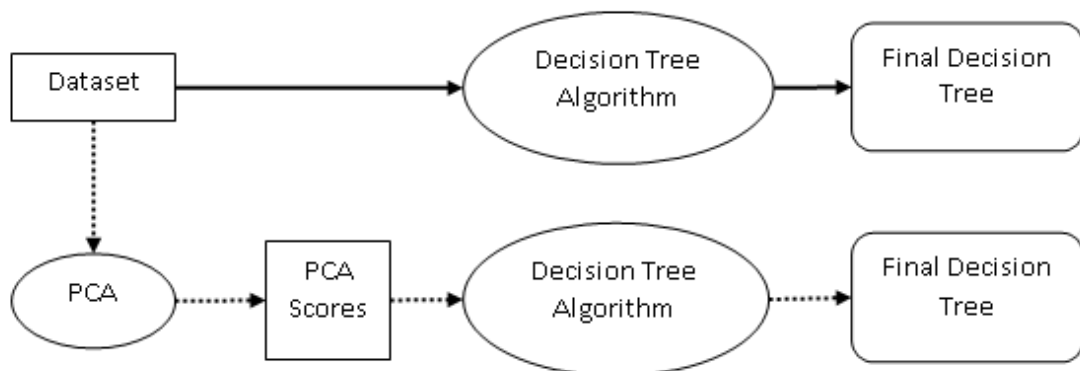 Dataset
Decision Tree
Algorithm
Final Decision
Tree
PCA
PCA
Scores
Decision Tree
Algorithm
Final Decision
Tree